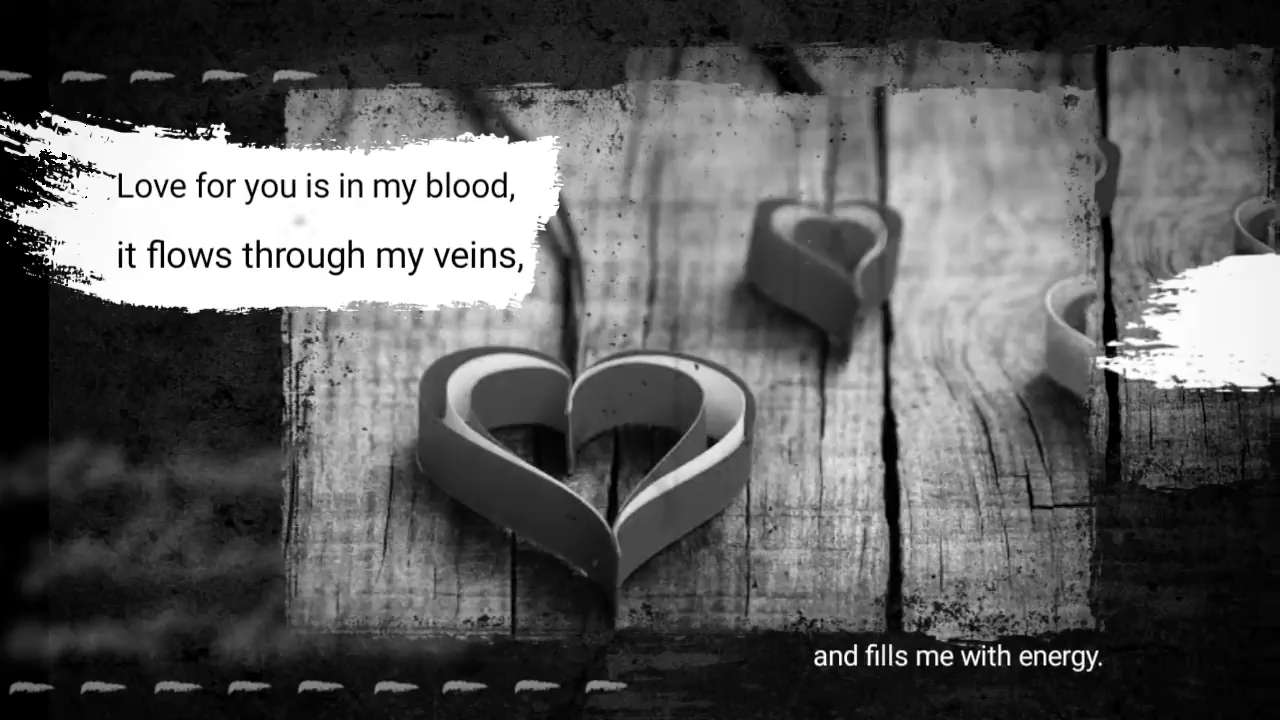 Love for you is in my blood,
it flows through my veins,
and fills me with energy.